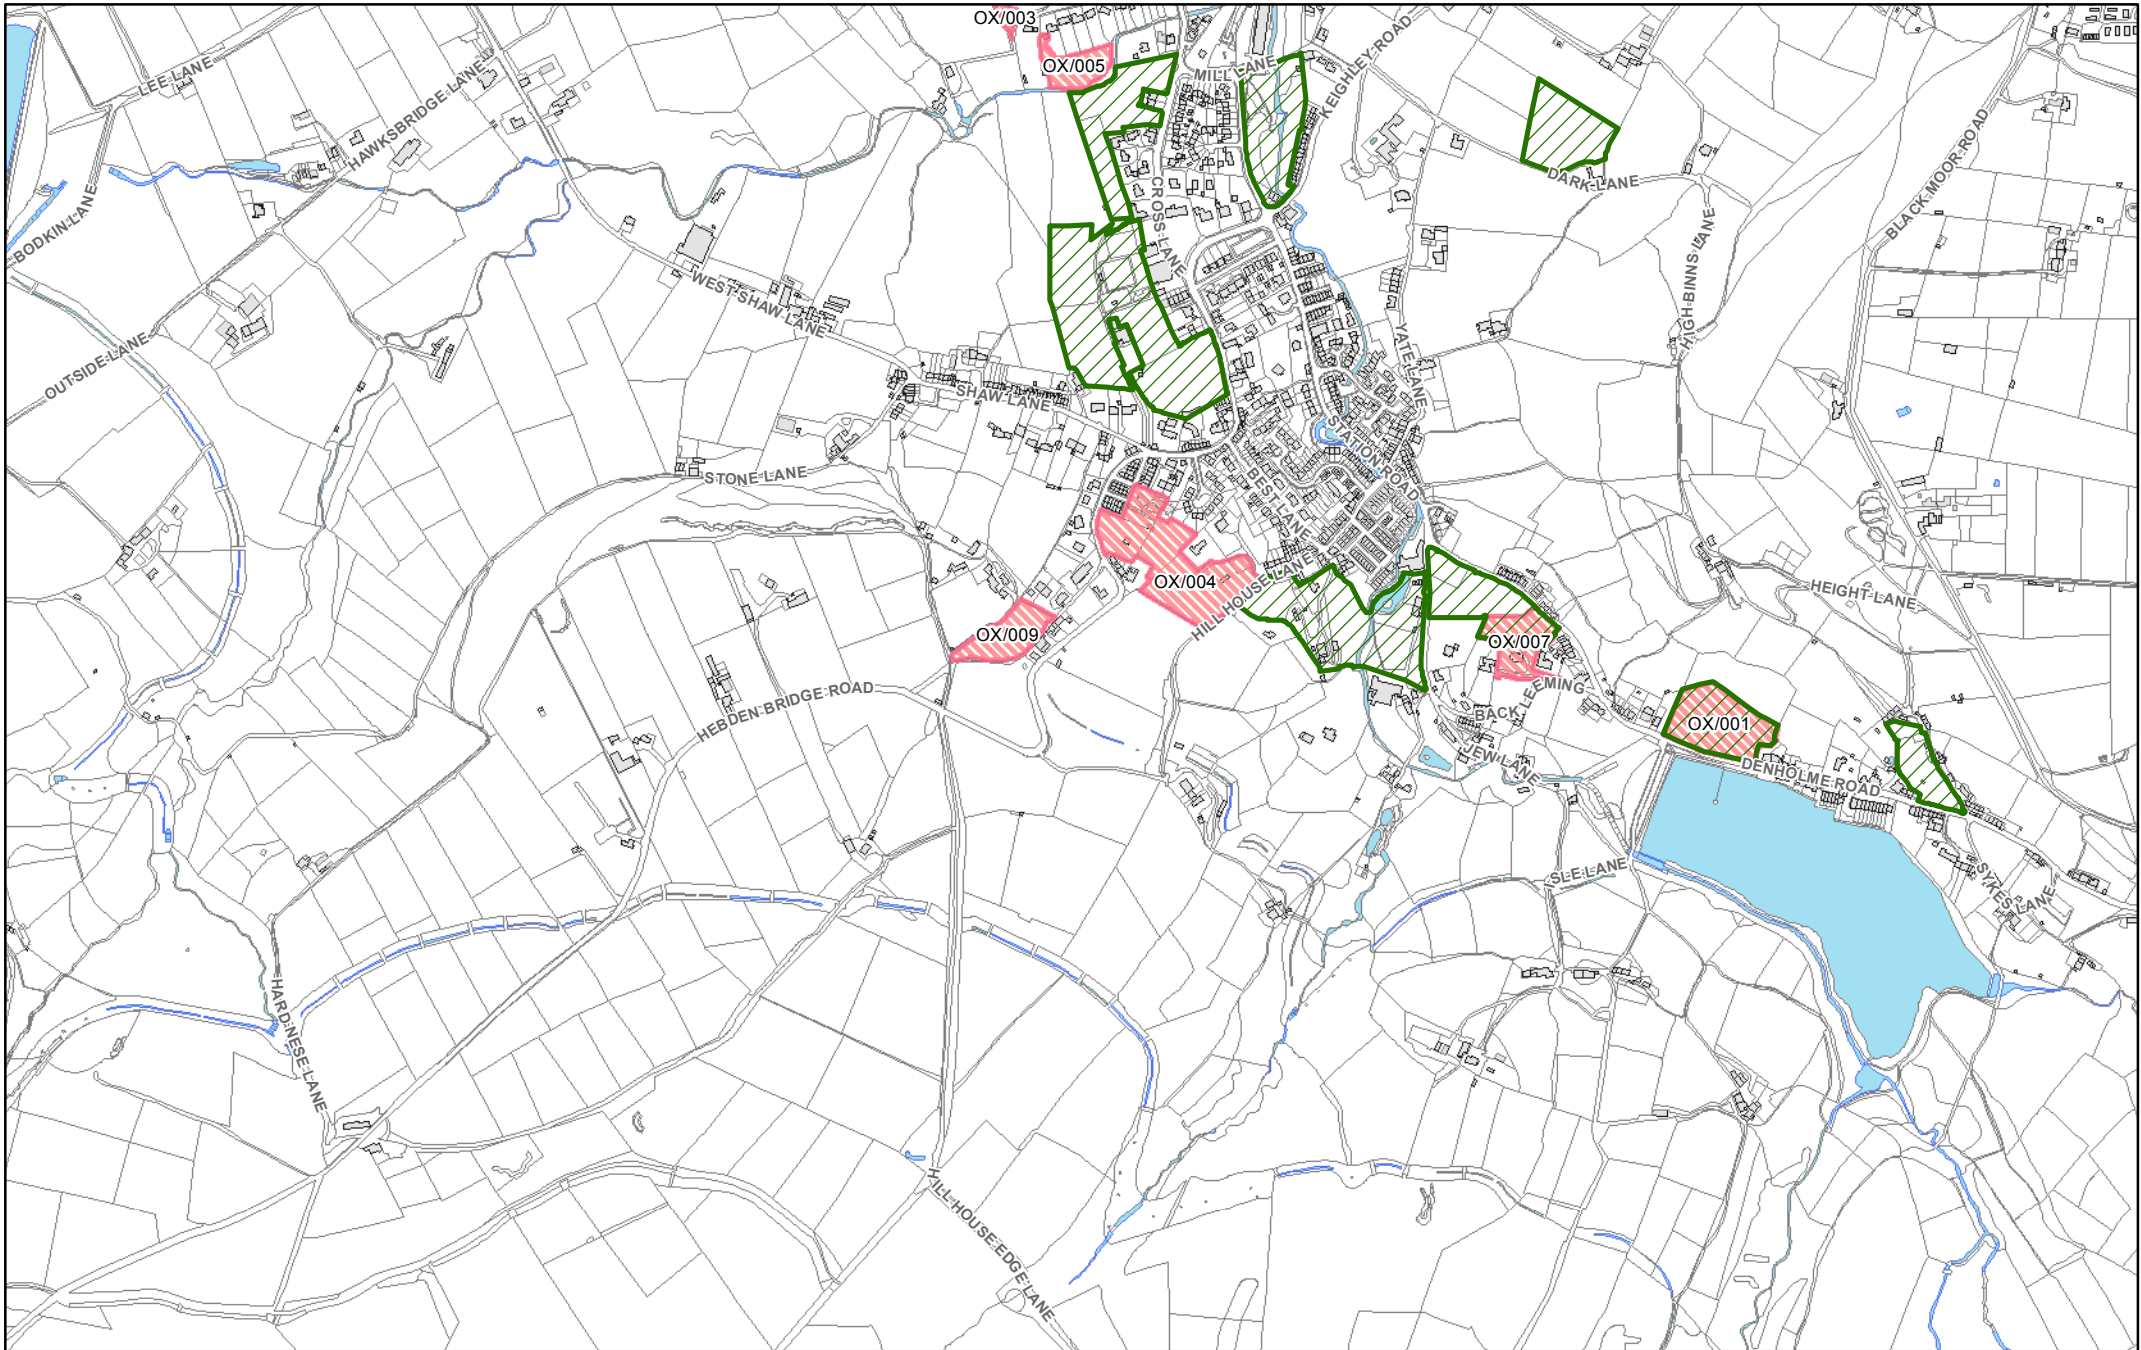 OX/003
OX/005
LEE LANE
HAWKSBRIDGE LANE
MILL LANE
KEIGHLEY ROAD
BODKIN LANE
CROSS LANE
DARK LANE
BLACK MOOR ROAD
HIGH BINNS LANE
WEST SHAW LANE
OUTSIDE LANE
YATE LANE
SHAW LANE
STATION ROAD
STONE LANE
BEST LANE
OX/004
HILL HOUSE LANE
HEIGHT LANE
OX/009
OX/007
HEBDEN BRIDGE ROAD
BACK LEEMING
OX/001
JEW LANE
DENHOLME ROAD
ISLE LANE
SYKES LANE
HARDNESE LANE
HILL HOUSE EDGE LANE